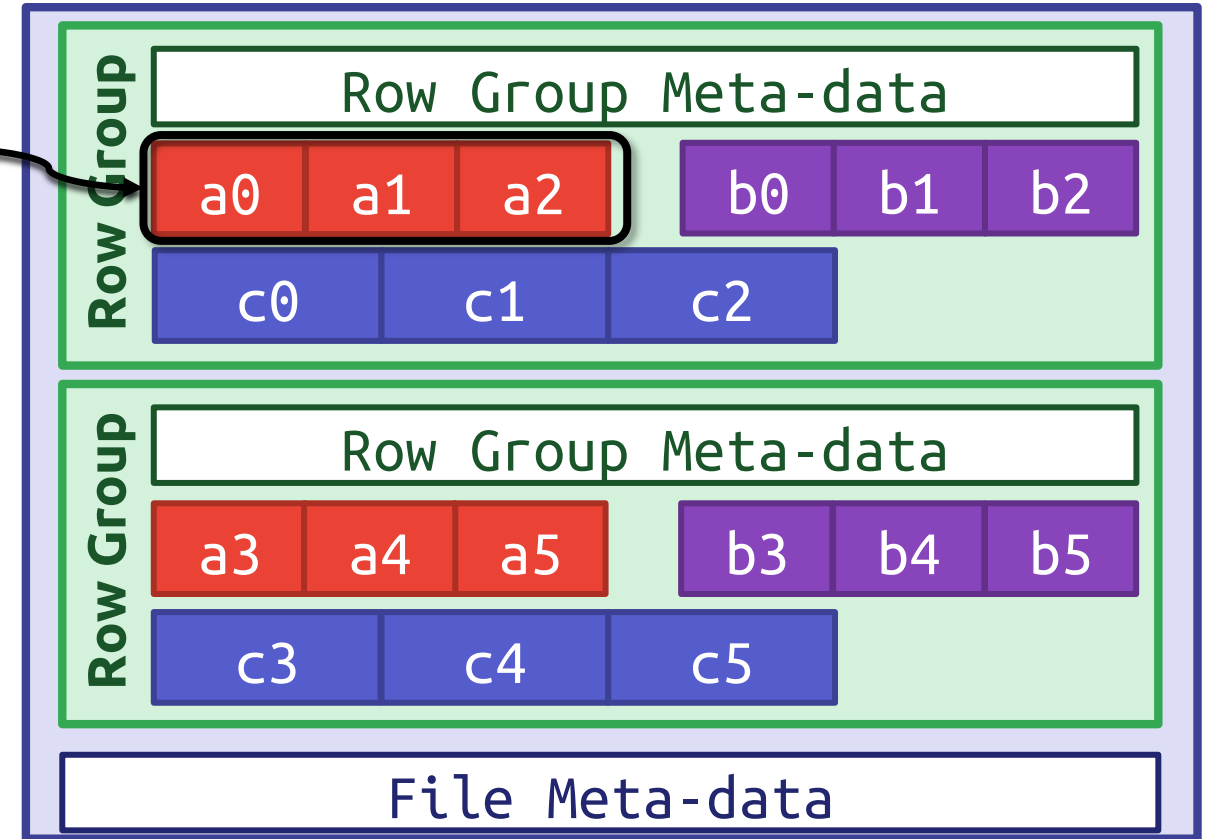 Row Group
Row Group Meta-data
a0 a1 a2 b0 b1 b2
c0 c1 c2
Row Group
Row Group Meta-data
a3 a4 a5 b3 b4 b5
c3 c4 c5
File Meta-data